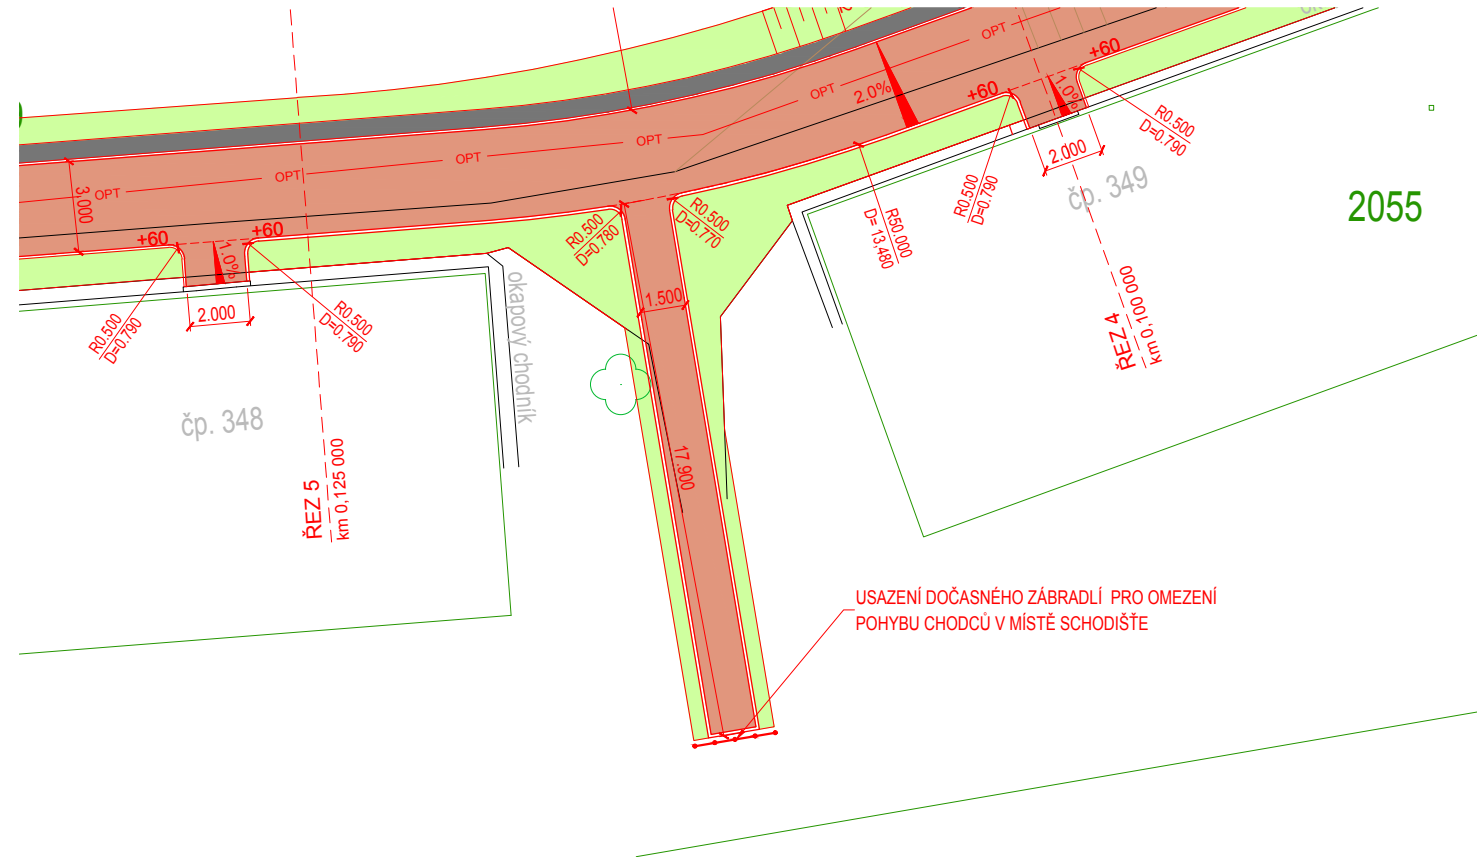 OPT
OPT
OPT
OPT
OPT
OPT
2.0%
+60
+60
1.0%
R0.500
D=0.790
R0.500
D=0.790
2.000
čp. 349
2055
3.000
+60
+60
1.0%
2.000
R0.500
D=0.790
R0.500
D=0.790
R0.500
D=0.780
R0.500
D=0.770
R50.000
D= 13,480
1.500
17.900
okapový chodník
čp. 348
ŘEZ 5
km 0,125 000
ŘEZ 4
km 0,100 000
USAZENÍ DOČASNÉHO ZÁBRADLÍ PRO OMEZENÍ
POHYBU CHODCŮ V MÍSTĚ SCHODIŠŤE